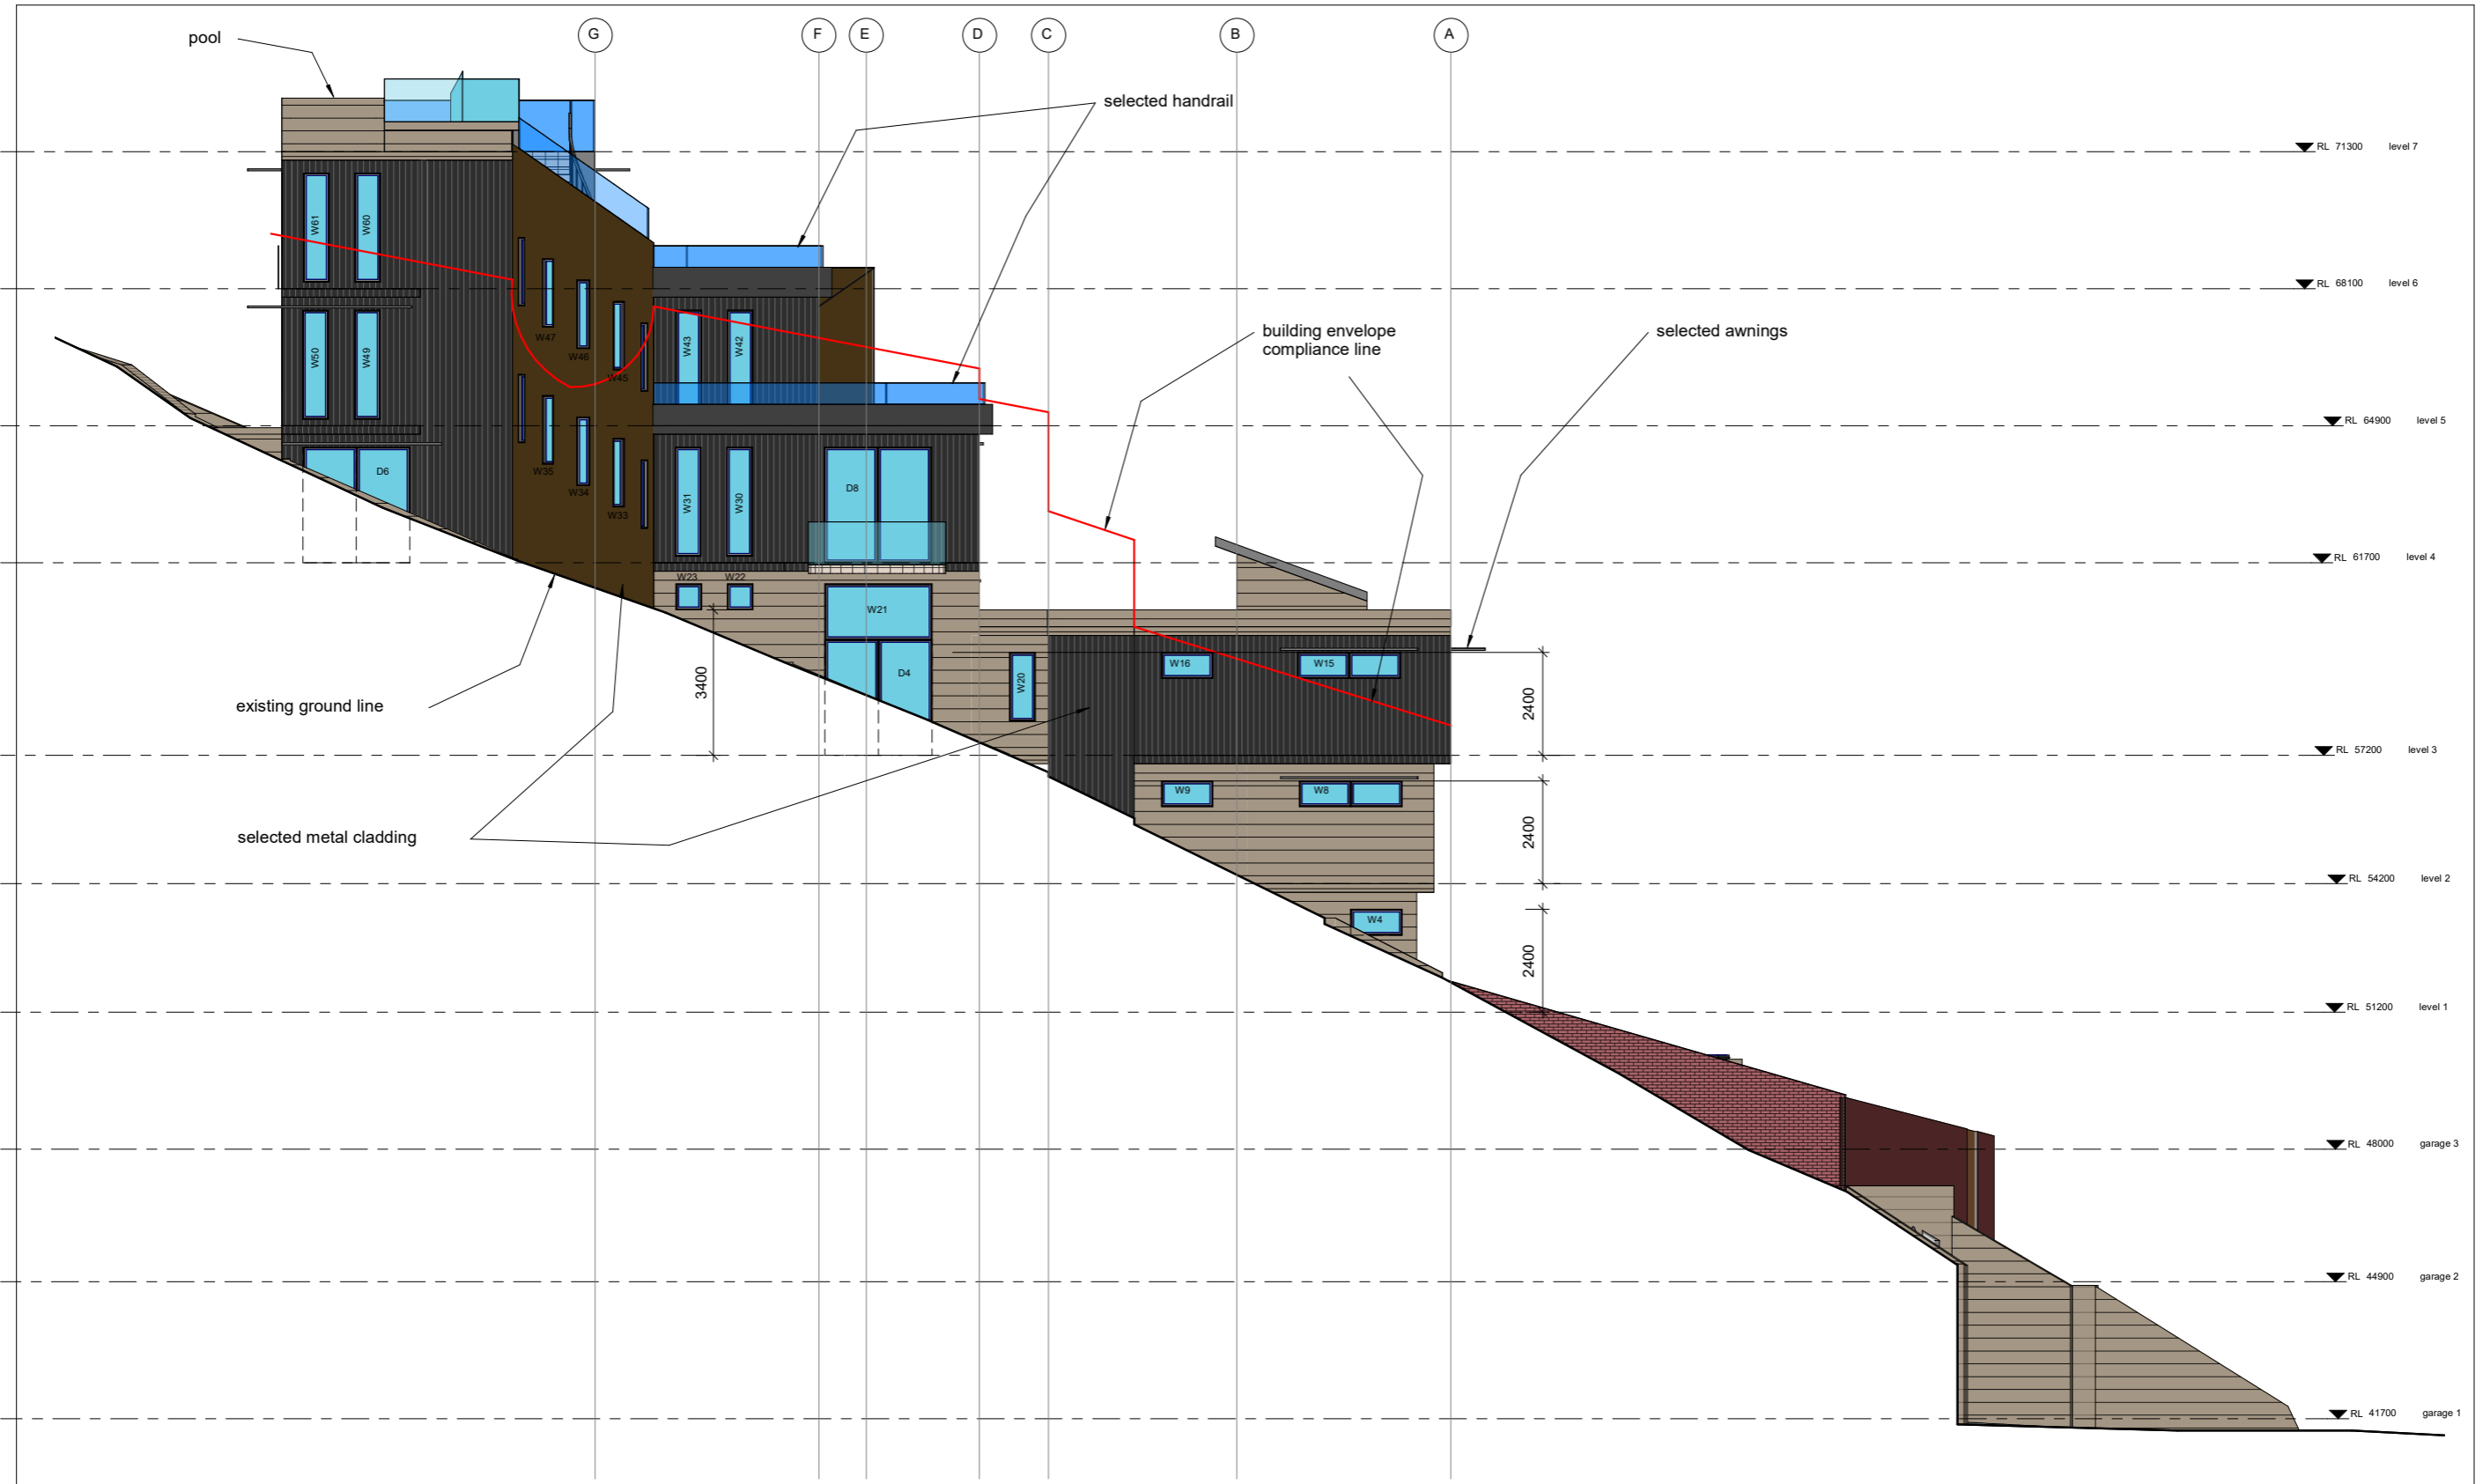 G
F
E
D
C
B
A
pool
selected handrail
RL 71300 level 7
W61
W60
RL 68100 level 6
building envelope
compliance line
selected awnings
W47
W46
W45
W43
W42
W50
W49
RL 64900 level 5
D6
W35
W34
W33
W31
W30
D8
RL 61700 level 4
W23
W22
W21
3400
D4
W20
W16
W15
2400
existing ground line
RL 57200 level 3
W9
W8
2400
selected metal cladding
RL 54200 level 2
W4
2400
RL 51200 level 1
RL 48000 garage 3
RL 44900 garage 2
RL 41700 garage 1